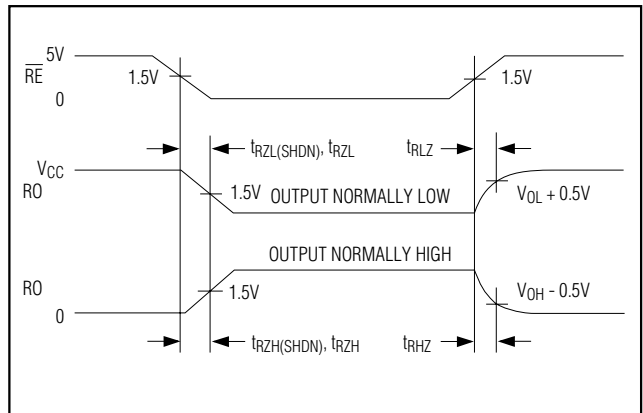 5V
RE
1.5V
1.5V
0
tRZL(SHDN), tRZL
tRLZ
VCC
RO
1.5V
OUTPUT NORMALLY LOW
VOL + 0.5V
OUTPUT NORMALLY HIGH
RO
1.5V
VOH - 0.5V
0
tRZH(SHDN), tRZH
tRHZ